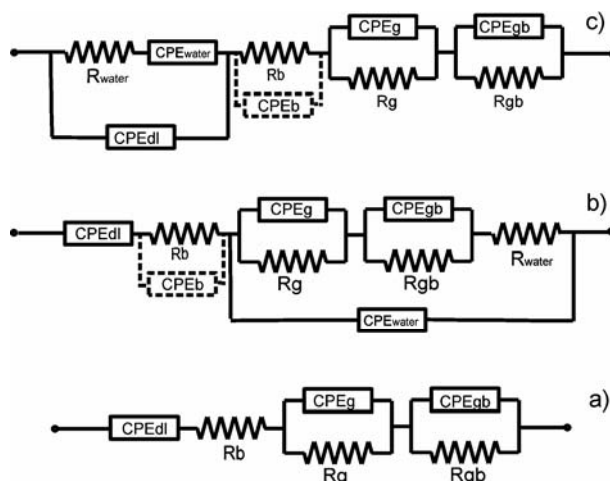 c)
CPEg
CPEgb
CPEwater
Rwater
Rb
CPEb
Rg
Rgb
CPEdl
b)
CPEg
CPEgb
CPEdl
Rb
CPEb
Rg
Rgb
Rwater
CPEwater
a)
CPEg
CPEgb
CPEdl
Rb
Rg
Rgb